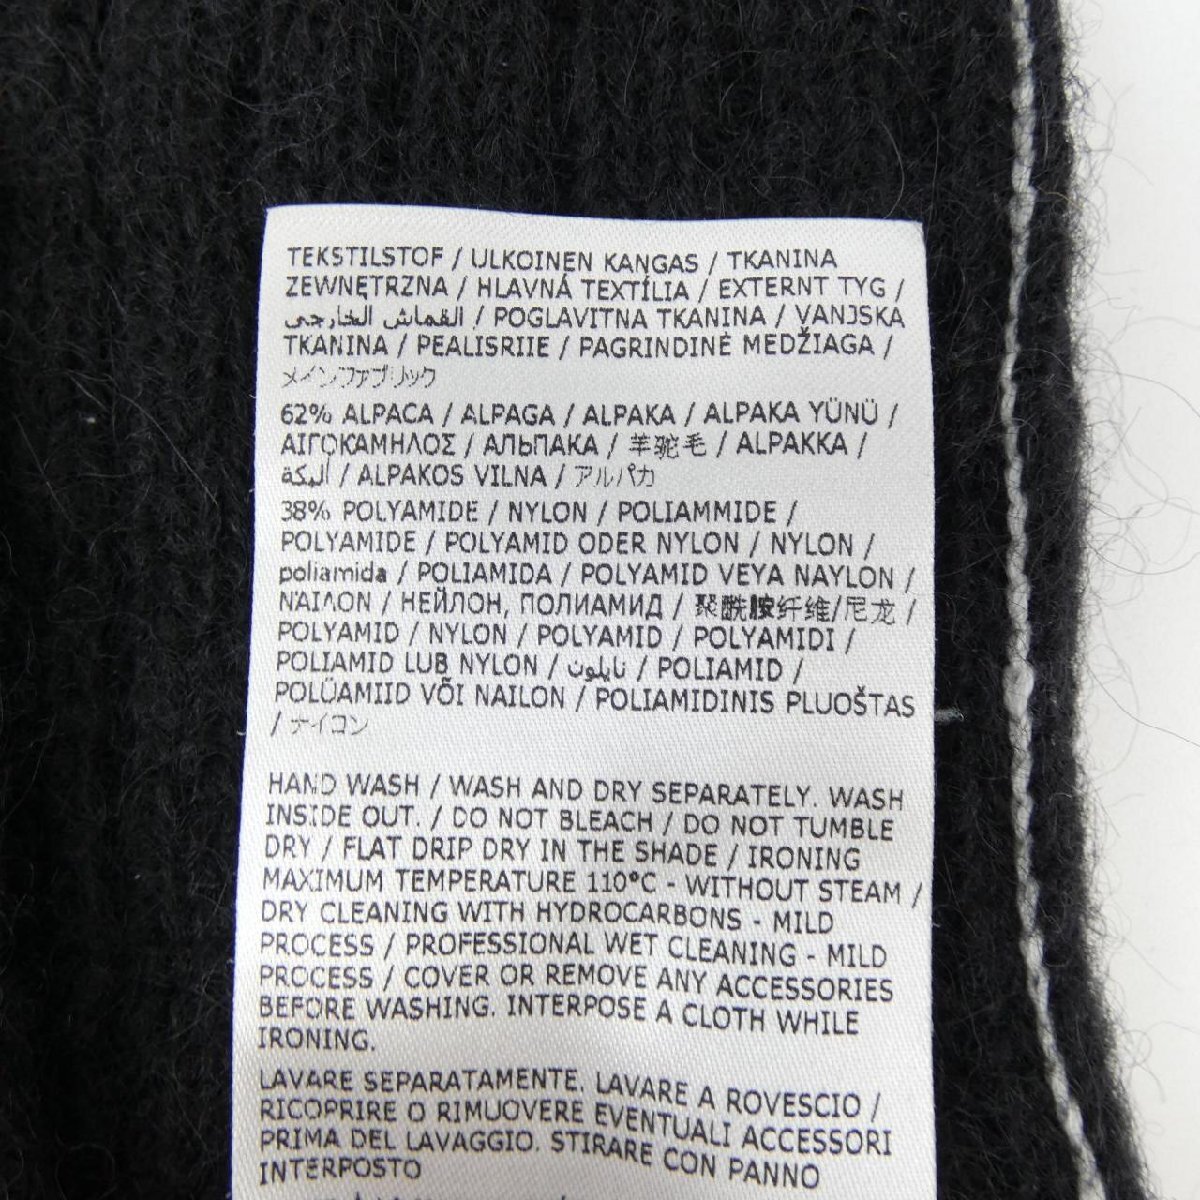 TEKSTILSTOF / ULKOINEN KANGAS / TKANINA
ZEWNĘTRZNA / HLAVNÁ TEXTÍLIA / EXTERNT TYG /
القماش الخارجي / POGLAVITNA TKANINA / VANJSKA
TKANINA / PEALISRIIE / PAGRINDINĖ MEDŽIAGA /
メインファブリック
62% ALPACA / ALPAGA / ALPAKA / ALPAKA YÜNÜ /
ΑΙΓΟΚΑΜΗΛΟΣ / АЛЬПАКА / 羊驼毛 / ALPAKKA /
ألبكة / ALPAKOS VILNA / アルパカ
38% POLYAMIDE / NYLON / POLIAMMIDE /
POLYAMIDE / POLYAMID ODER NYLON / NYLON /
poliamida / POLIAMIDA / POLYAMID VEYA NAYLON /
ΝΑΙΛΟΝ / НЕЙЛОН, ПОЛИАМИД / 聚酰胺纤维/尼龙 /
POLYAMID / NYLON / POLYAMID / POLYAMIDI /
POLIAMID LUB NYLON / نايلون / POLIAMID /
POLÜAMIID VÕI NAILON / POLIAMIDINIS PLUOŠTAS
/ ナイロン
HAND WASH / WASH AND DRY SEPARATELY. WASH
INSIDE OUT. / DO NOT BLEACH / DO NOT TUMBLE
DRY / FLAT DRIP DRY IN THE SHADE / IRONING
MAXIMUM TEMPERATURE 110°C - WITHOUT STEAM /
DRY CLEANING WITH HYDROCARBONS - MILD
PROCESS / PROFESSIONAL WET CLEANING - MILD
PROCESS / COVER OR REMOVE ANY ACCESSORIES
BEFORE WASHING. INTERPOSE A CLOTH WHILE
IRONING.
LAVARE SEPARATAMENTE. LAVARE A ROVESCIO /
RICOPRIRE O RIMUOVERE EVENTUALI ACCESSORI
PRIMA DEL LAVAGGIO. STIRARE CON PANNO
INTERPOSTO